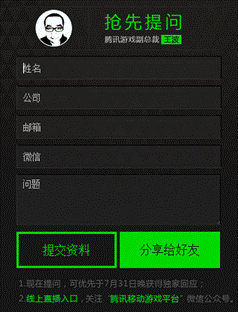 抢先提问
腾讯游戏副总裁 王波
姓名
公司
邮箱
微信
问题
提交资料
分享给好友
1.现在提问，可优先于7月31日晚获得独家回应；
2.线上直播入口，关注“腾讯移动游戏平台”微信公众号。